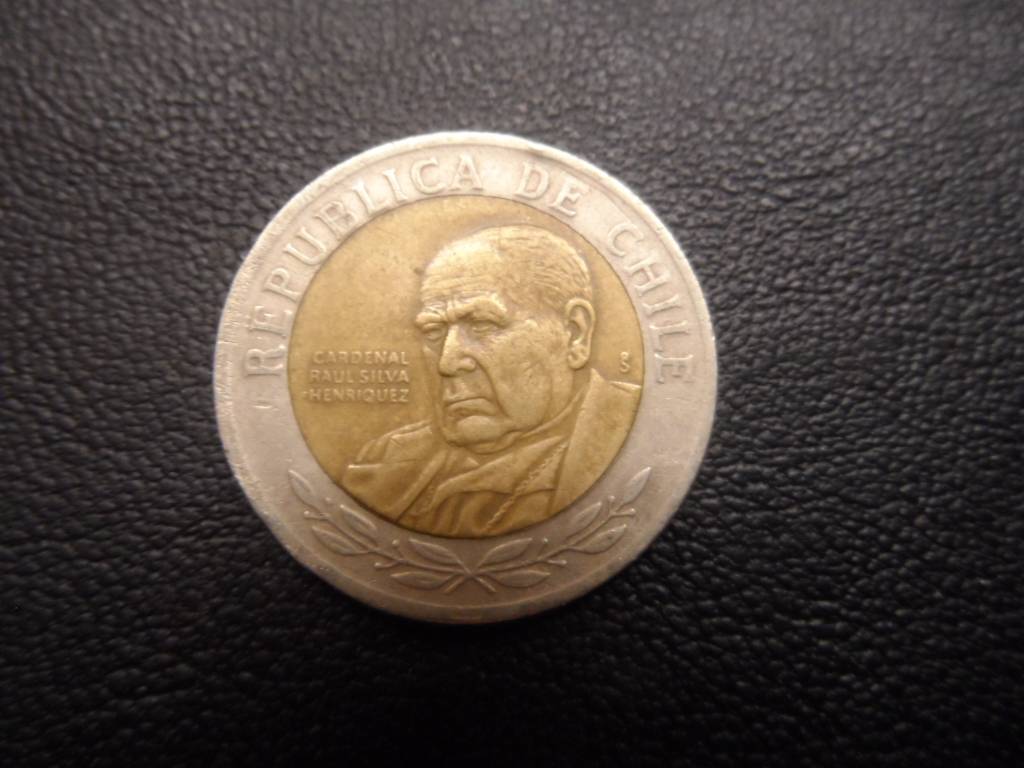 REPUBLICA DE CHILE
CARDENAL
RAUL SILVA
HENRIQUEZ